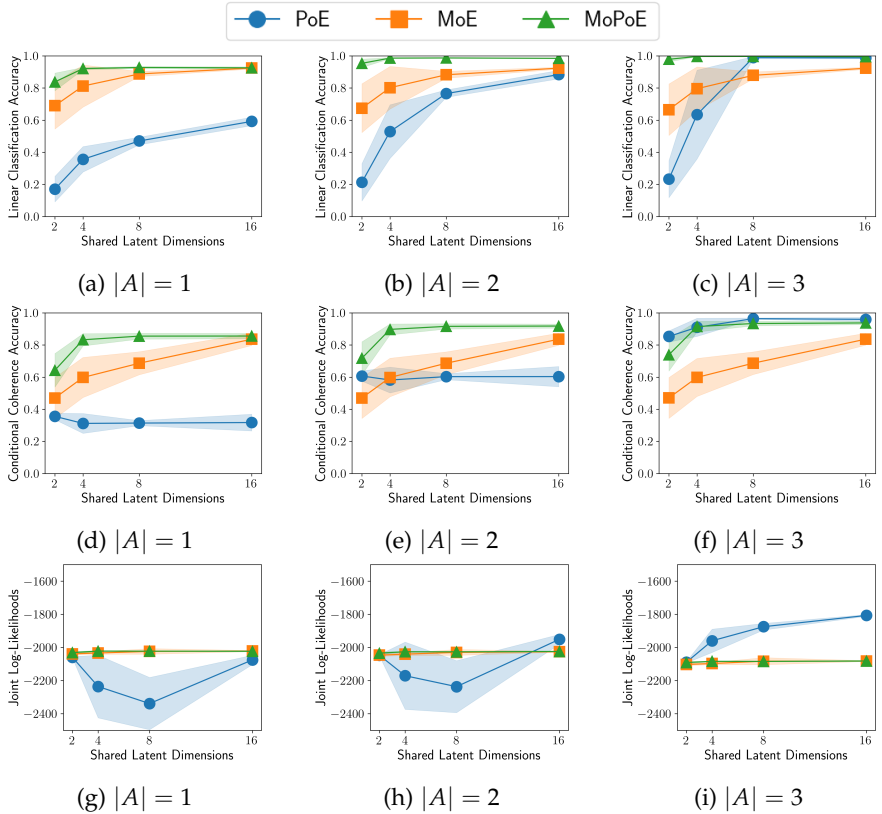 PoE MoE MoPoE
Linear Classification Accuracy
1.0
0.8
0.6
0.4
0.2
0.0
2 4 8 16
Shared Latent Dimensions
(a) |A| = 1
Linear Classification Accuracy
1.0
0.8
0.6
0.4
0.2
0.0
2 4 8 16
Shared Latent Dimensions
(b) |A| = 2
Linear Classification Accuracy
1.0
0.8
0.6
0.4
0.2
0.0
2 4 8 16
Shared Latent Dimensions
(c) |A| = 3
Conditional Coherence Accuracy
1.0
0.8
0.6
0.4
0.2
0.0
2 4 8 16
Shared Latent Dimensions
(d) |A| = 1
Conditional Coherence Accuracy
1.0
0.8
0.6
0.4
0.2
0.0
2 4 8 16
Shared Latent Dimensions
(e) |A| = 2
Conditional Coherence Accuracy
1.0
0.8
0.6
0.4
0.2
0.0
2 4 8 16
Shared Latent Dimensions
(f) |A| = 3
Joint Log-Likelihoods
−1600
−1800
−2000
−2200
−2400
2 4 8 16
Shared Latent Dimensions
(g) |A| = 1
Joint Log-Likelihoods
−1600
−1800
−2000
−2200
−2400
2 4 8 16
Shared Latent Dimensions
(h) |A| = 2
Joint Log-Likelihoods
−1600
−1800
−2000
−2200
−2400
2 4 8 16
Shared Latent Dimensions
(i) |A| = 3